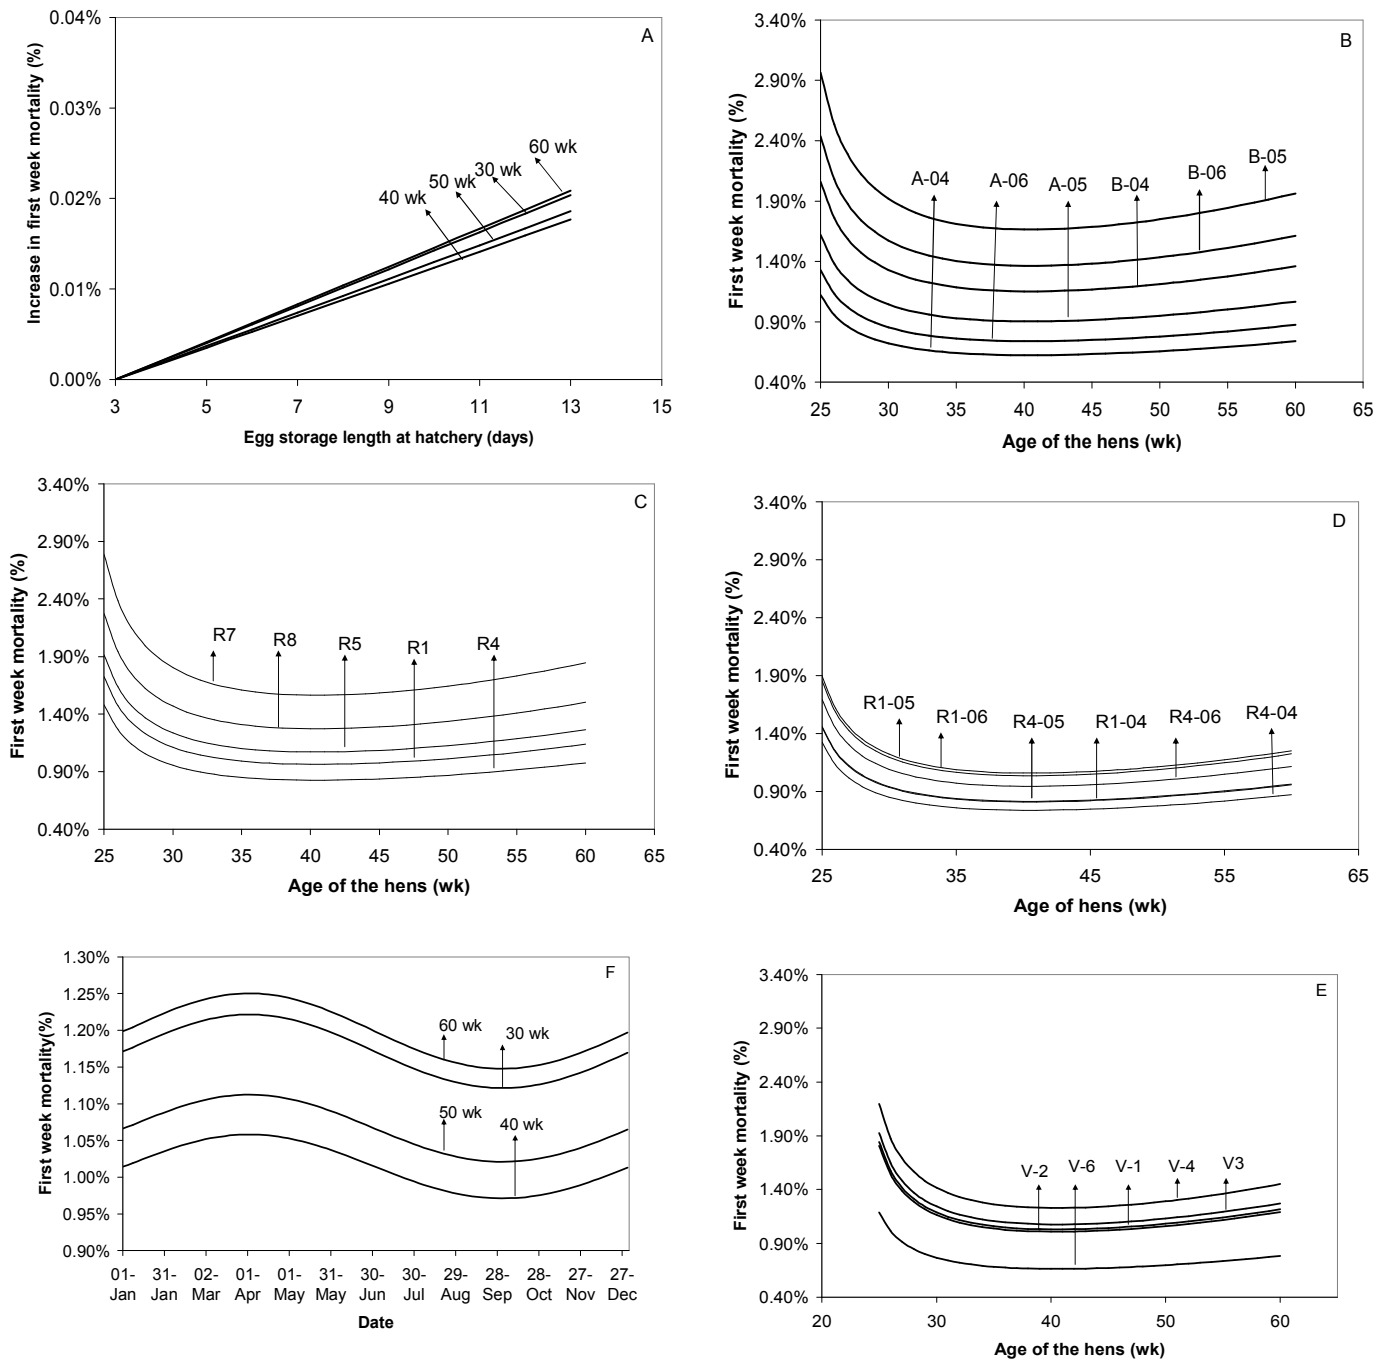 A
Increase in first week mortality (%)
0.04%
0.03%
0.02%
0.01%
0.00%
60 wk
30 wk
50 wk
40 wk
3 5 7 9 11 13 15
Egg storage length at hatchery (days)
B
First week mortality (%)
3.40%
2.90%
2.40%
1.90%
1.40%
0.90%
0.40%
A-04 A-06 A-05 B-04 B-06 B-05
25 30 35 40 45 50 55 60 65
Age of the hens (wk)
C
First week mortality (%)
3.40%
2.90%
2.40%
1.90%
1.40%
0.90%
0.40%
R7 R8 R5 R1 R4
25 30 35 40 45 50 55 60 65
Age of the hens (wk)
D
First week mortality (%)
3.40%
2.90%
2.40%
1.90%
1.40%
0.90%
0.40%
R1-05 R1-06 R4-05 R1-04 R4-06 R4-04
25 35 45 55 65
Age of hens (wk)
F
First week mortality(%)
1.30%
1.25%
1.20%
1.15%
1.10%
1.05%
1.00%
0.95%
0.90%
60 wk
30 wk
50 wk
40 wk
01- 31- 02- 01- 01- 31- 30- 30- 29- 28- 28- 27- 27-
Jan Jan Mar Apr May May Jun Jul Aug Sep Oct Nov Dec
Date
E
First week mortality (%)
3.40%
2.90%
2.40%
1.90%
1.40%
0.90%
0.40%
V-2 V-6 V-1 V-4 V3
20 30 40 50 60
Age of the hens (wk)